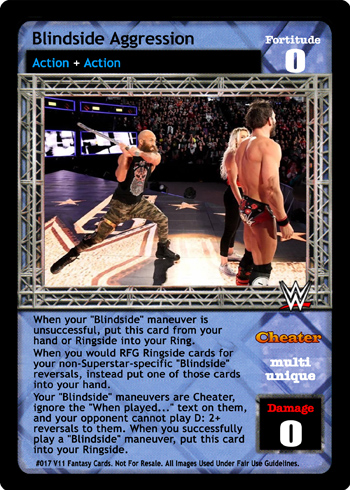 Blindside Aggression
Fortitude
0
Action + Action
W
When your "Blindside" maneuver is
unsuccessful, put this card from your
hand or Ringside into your Ring.
When you would RFG Ringside cards for
your non-Superstar-specific "Blindside"
reversals, instead put one of those cards
into your hand.
Your "Blindside" maneuvers are Cheater,
ignore the "When played..." text on them,
and your opponent cannot play D: 2+
reversals to them. When you successfully
play a "Blindside" maneuver, put this card
into your Ringside.
Cheater
multi
unique
Damage
0
#017 V11 Fantasy Cards. Not For Resale. All Images Used Under Fair Use Guidelines.